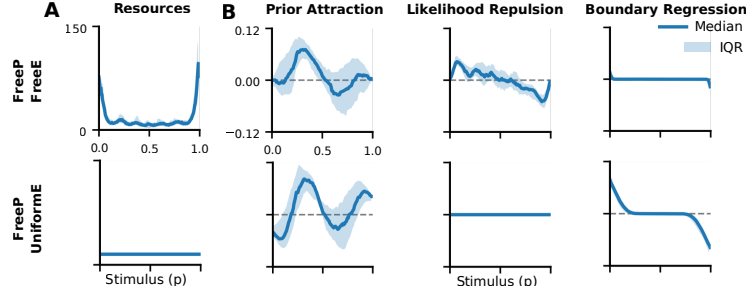 A
Resources
B
Prior Attraction
Likelihood Repulsion
Boundary Regression
Median
IQR
FreeP
FreeE
150
0
0.0
0.5
1.0
0.12
0.00
−0.12
0.0
0.5
1.0
FreeP
UniformE
Stimulus (p)
Stimulus (p)